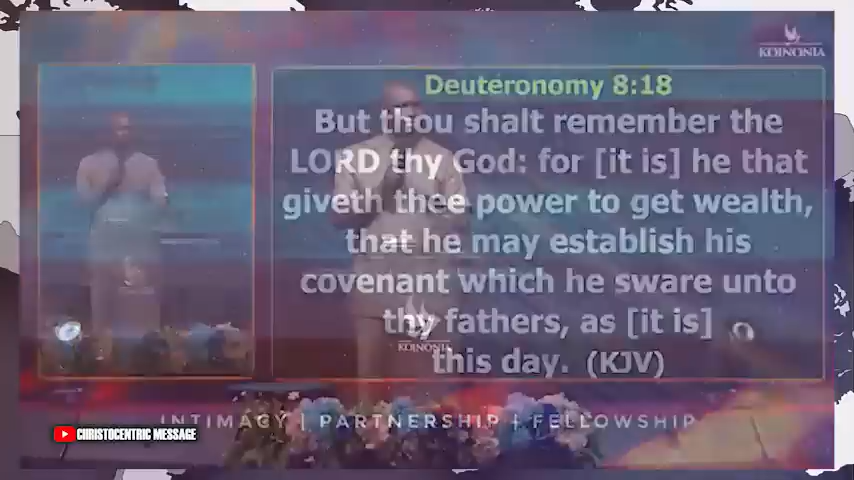 KOINONIA
Deuteronomy 8:18
But thou shalt remember the
LORD thy God: for [it is] he that
giveth thee power to get wealth,
that he may establish his
covenant which he sware unto
thy fathers, as [it is]
this day. (KJV)
KOINONIA
INTIMACY | PARTNERSHIP | FELLOWSHIP
CHRISTOCENTRIC MESSAGE